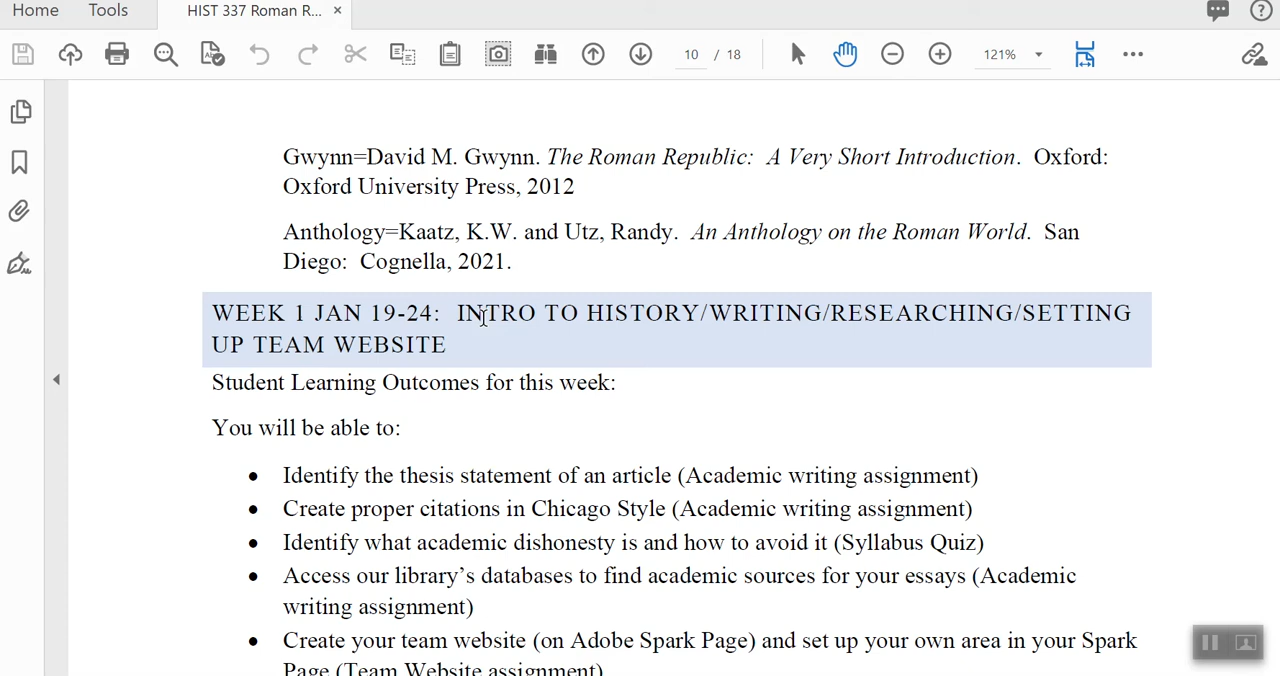 Home Tools HIST 337 Roman R... ×
10 / 18 121%
Gwynn=David M. Gwynn. The Roman Republic: A Very Short Introduction. Oxford:
Oxford University Press, 2012
Anthology=Kaatz, K.W. and Utz, Randy. An Anthology on the Roman World. San
Diego: Cognella, 2021.
WEEK 1 JAN 19-24: INTRO TO HISTORY/WRITING/RESEARCHING/SETTING
UP TEAM WEBSITE
Student Learning Outcomes for this week:
You will be able to:
• Identify the thesis statement of an article (Academic writing assignment)
• Create proper citations in Chicago Style (Academic writing assignment)
• Identify what academic dishonesty is and how to avoid it (Syllabus Quiz)
• Access our library’s databases to find academic sources for your essays (Academic
writing assignment)
• Create your team website (on Adobe Spark Page) and set up your own area in your Spark
Page (Team Website assignment)